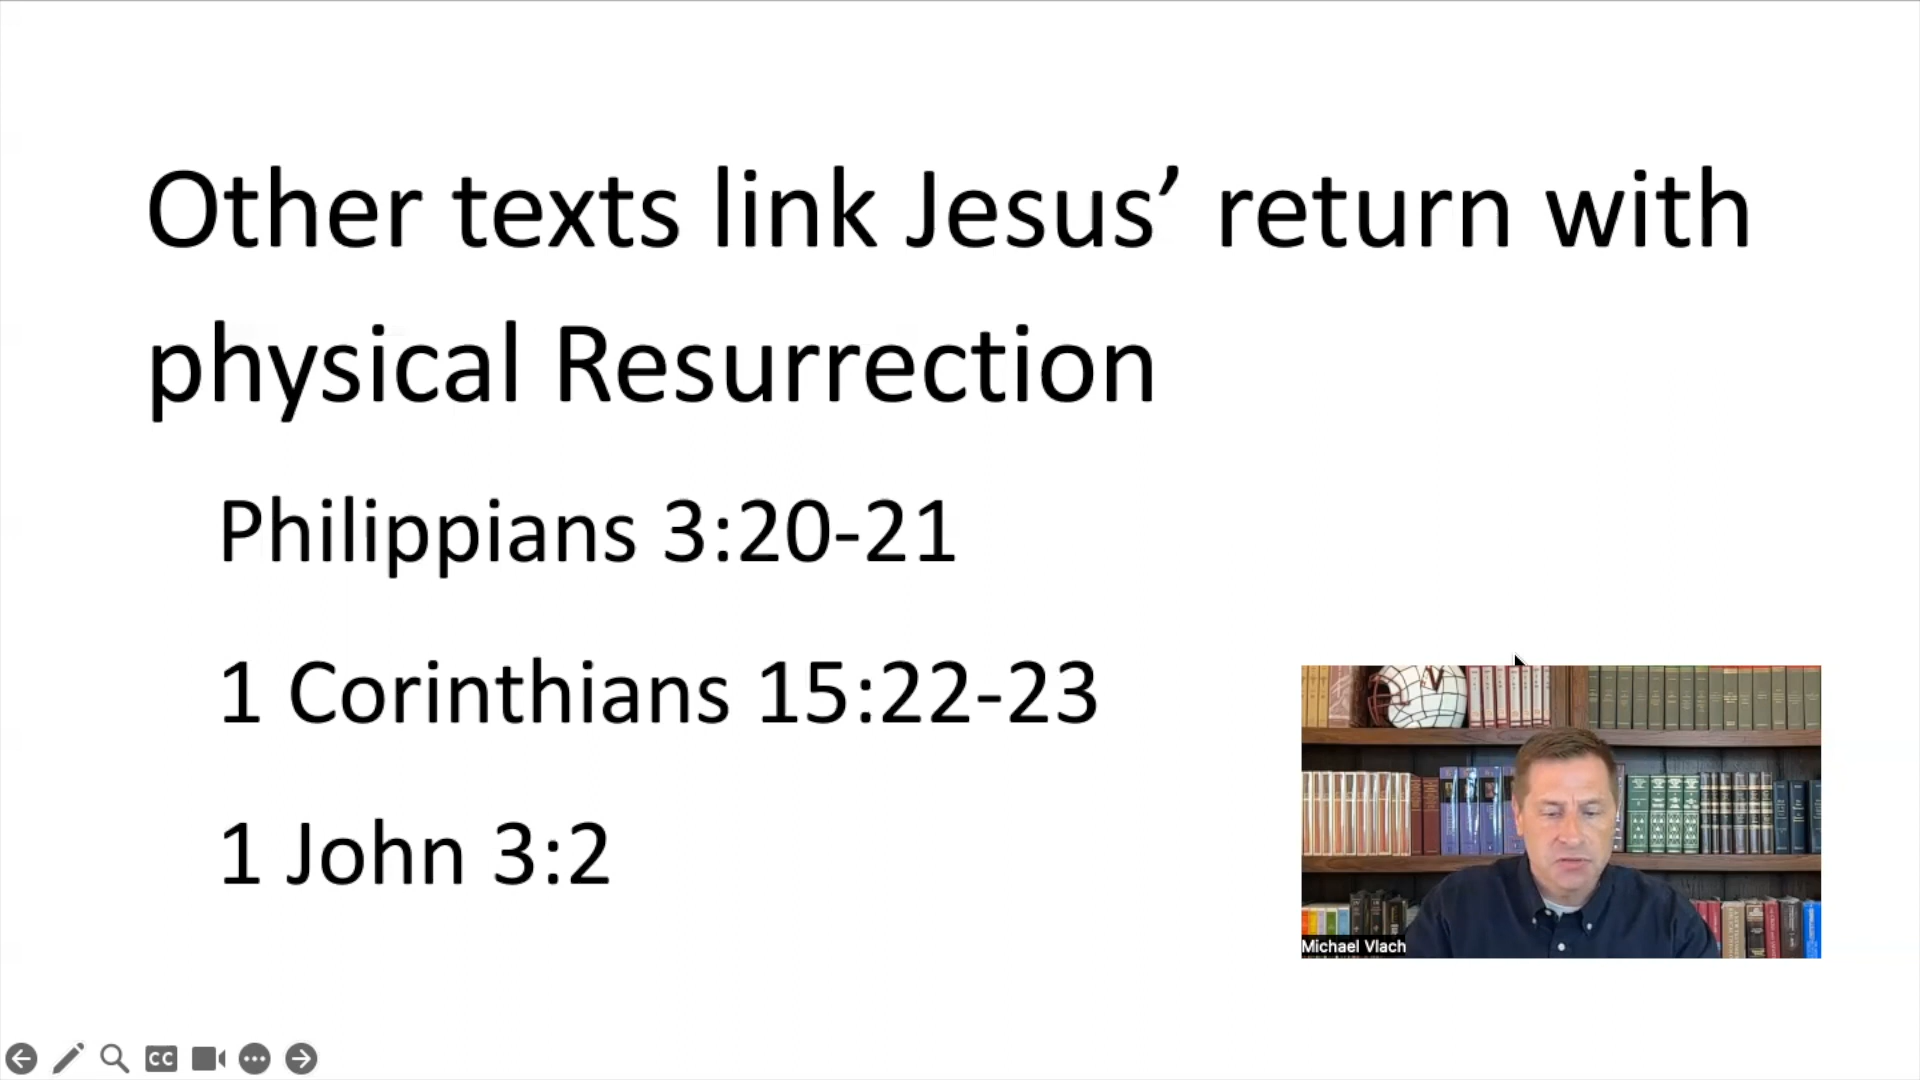 Other texts link Jesus’ return with
physical Resurrection
Philippians 3:20-21
1 Corinthians 15:22-23
1 John 3:2
Michael Vlach
CC